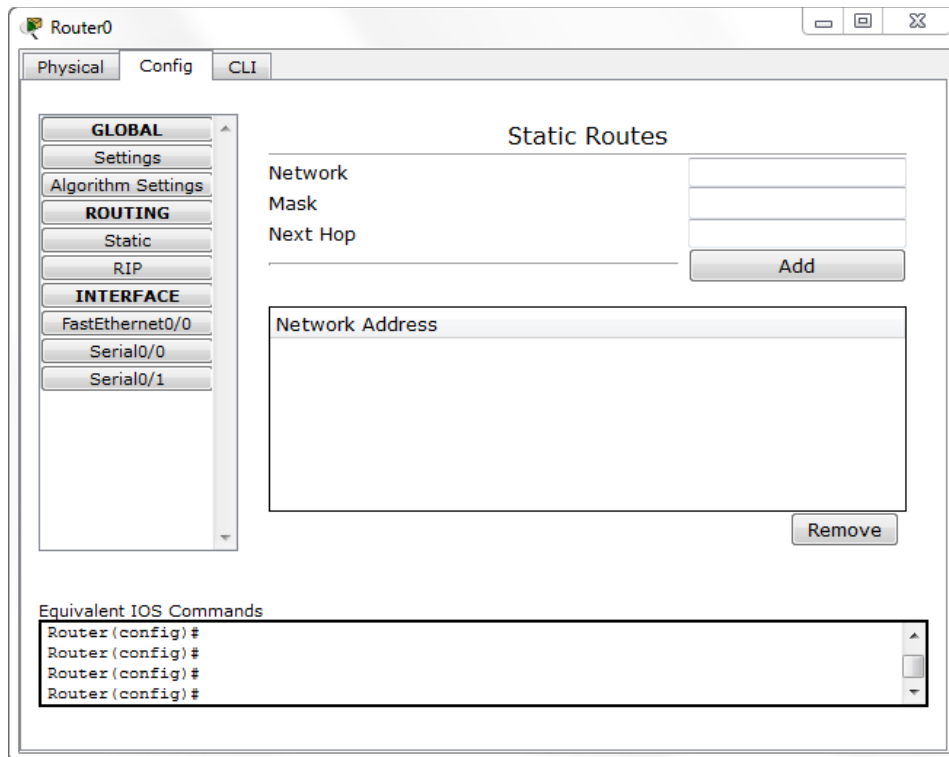 Router0
Physical Config CLI
GLOBAL
Settings
Algorithm Settings
ROUTING
Static
RIP
INTERFACE
FastEthernet0/0
Serial0/0
Serial0/1
Static Routes
Network
Mask
Next Hop
Add
Network Address
Remove
Equivalent IOS Commands
Router(config)#
Router(config)#
Router(config)#
Router(config)#